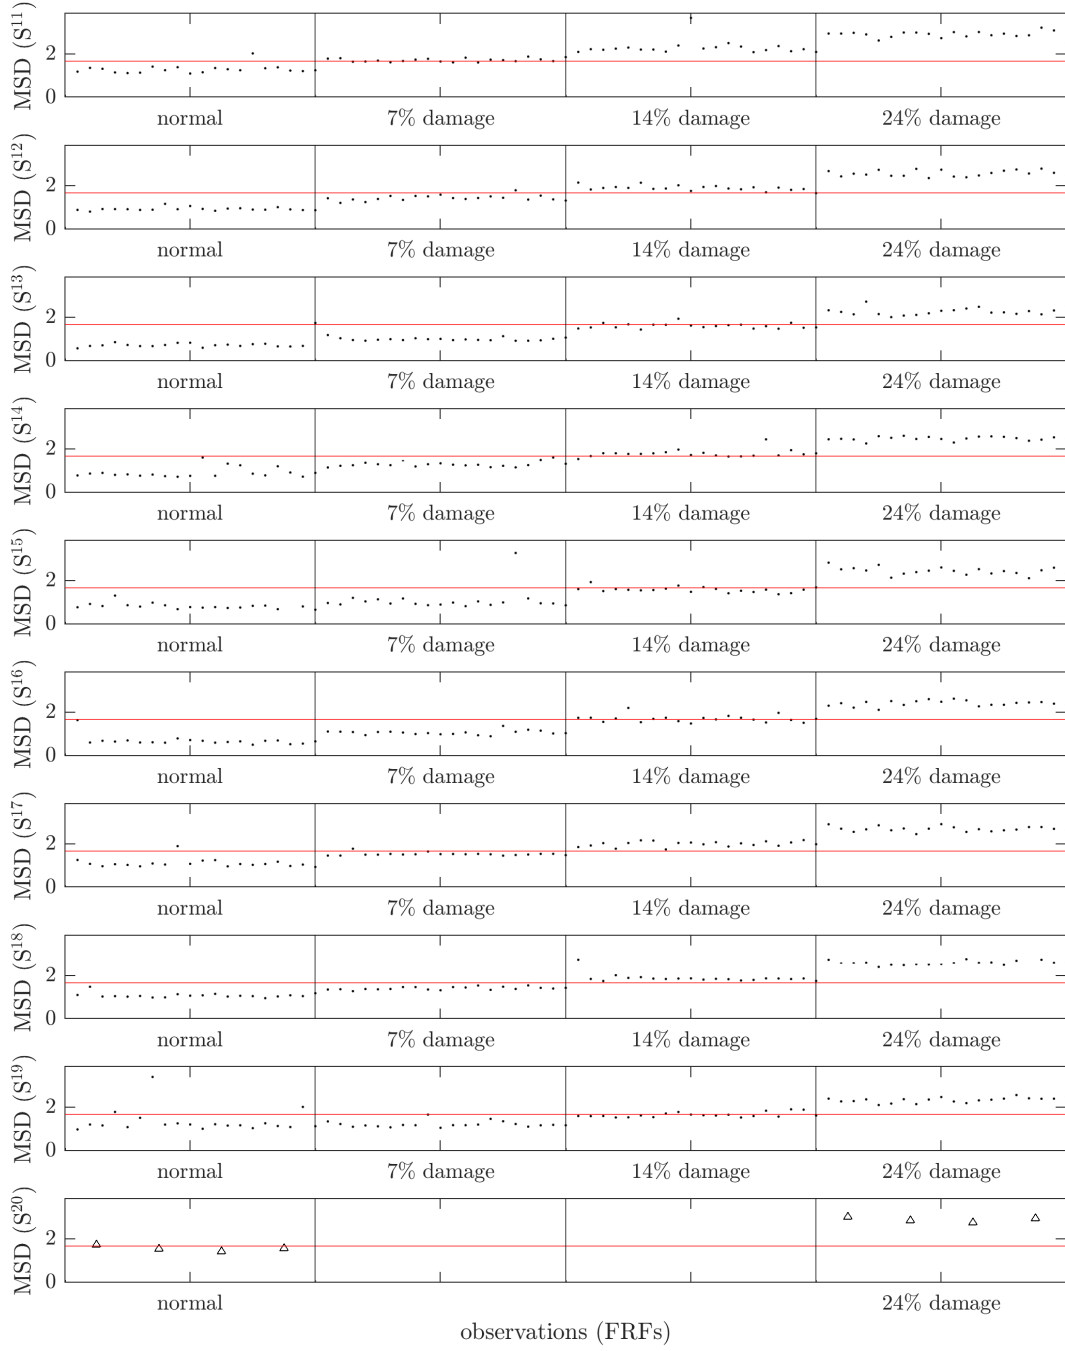 MSD (S¹¹)
2
0
normal 7% damage 14% damage 24% damage
MSD (S¹²)
2
0
normal 7% damage 14% damage 24% damage
MSD (S¹³)
2
0
normal 7% damage 14% damage 24% damage
MSD (S¹⁴)
2
0
normal 7% damage 14% damage 24% damage
MSD (S¹⁵)
2
0
normal 7% damage 14% damage 24% damage
MSD (S¹⁶)
2
0
normal 7% damage 14% damage 24% damage
MSD (S¹⁷)
2
0
normal 7% damage 14% damage 24% damage
MSD (S¹⁸)
2
0
normal 7% damage 14% damage 24% damage
MSD (S¹⁹)
2
0
normal 7% damage 14% damage 24% damage
MSD (S²⁰)
2
0
normal 24% damage
observations (FRFs)